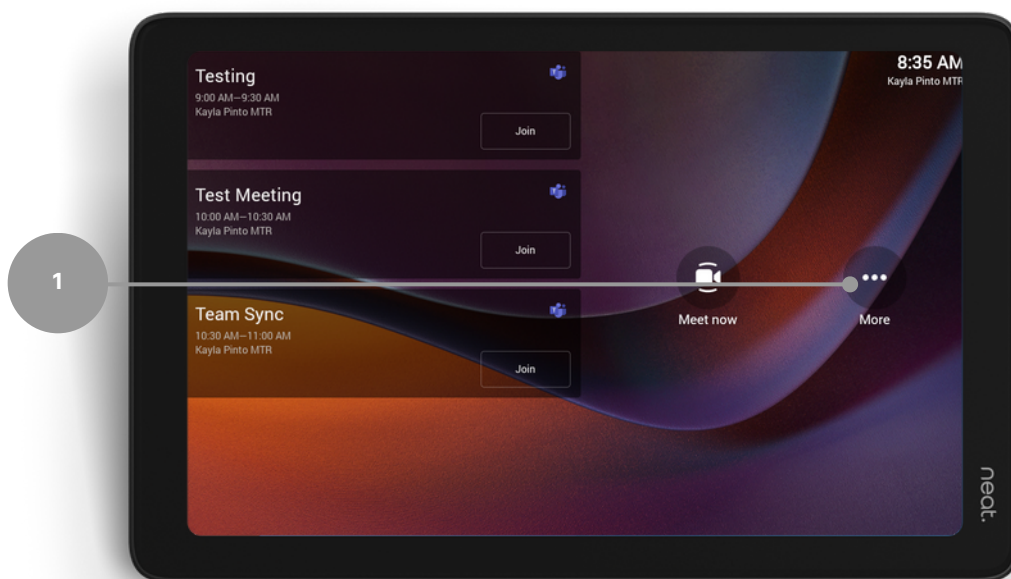 Testing
9:00 AM—9:30 AM
Kayla Pinto MTR
Join
Test Meeting
10:00 AM—10:30 AM
Kayla Pinto MTR
Join
Team Sync
10:30 AM—11:00 AM
Kayla Pinto MTR
Join
8:35 AM
Kayla Pinto MTR
Meet now
More
1
neat.